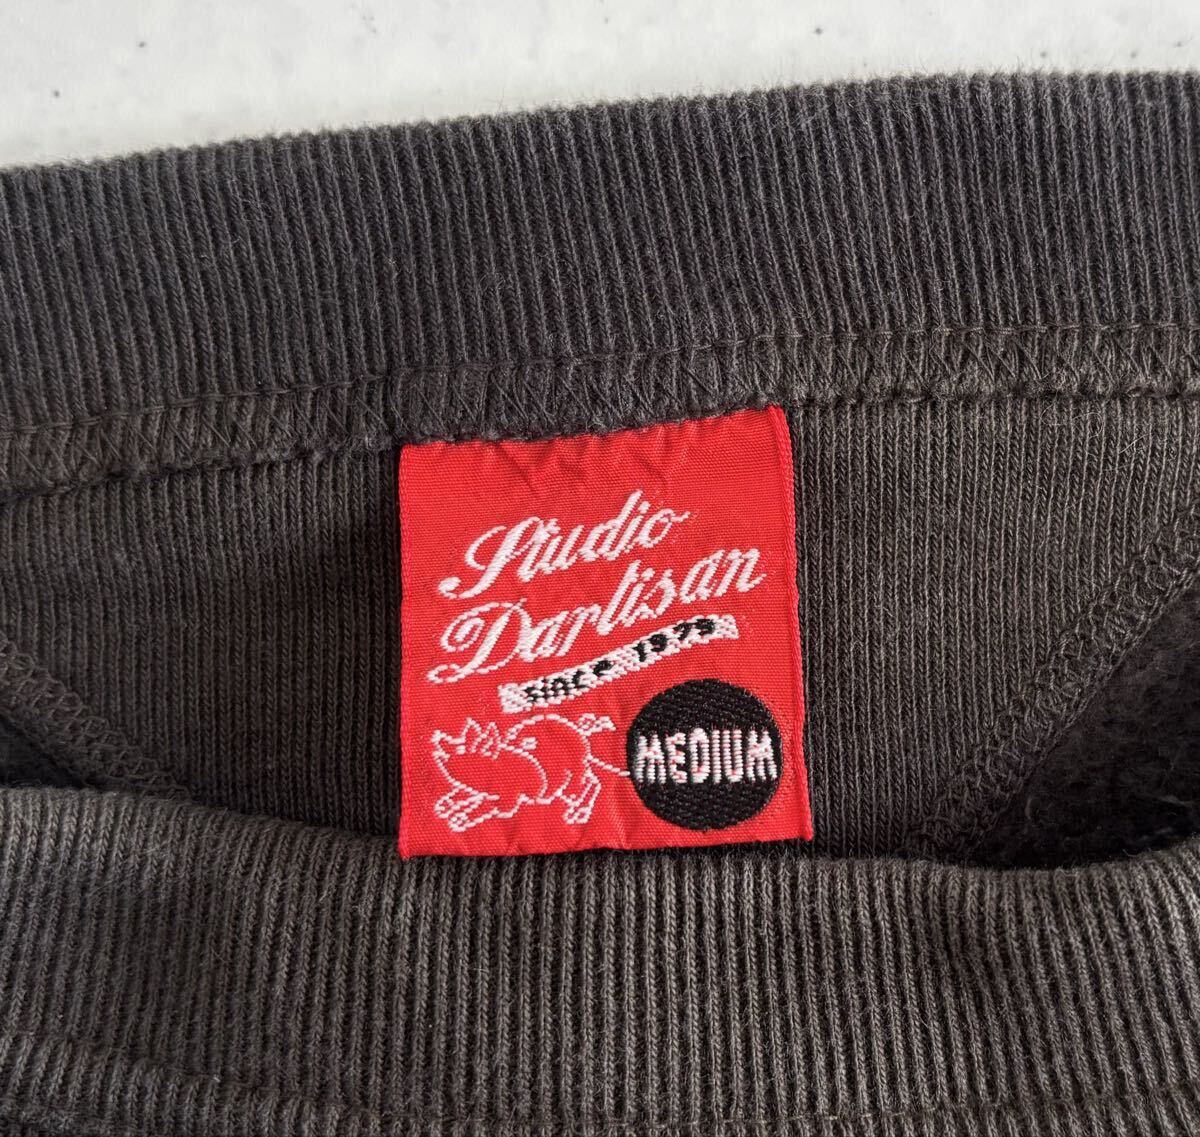 Studio
Dartisan
since 1979
MEDIUM